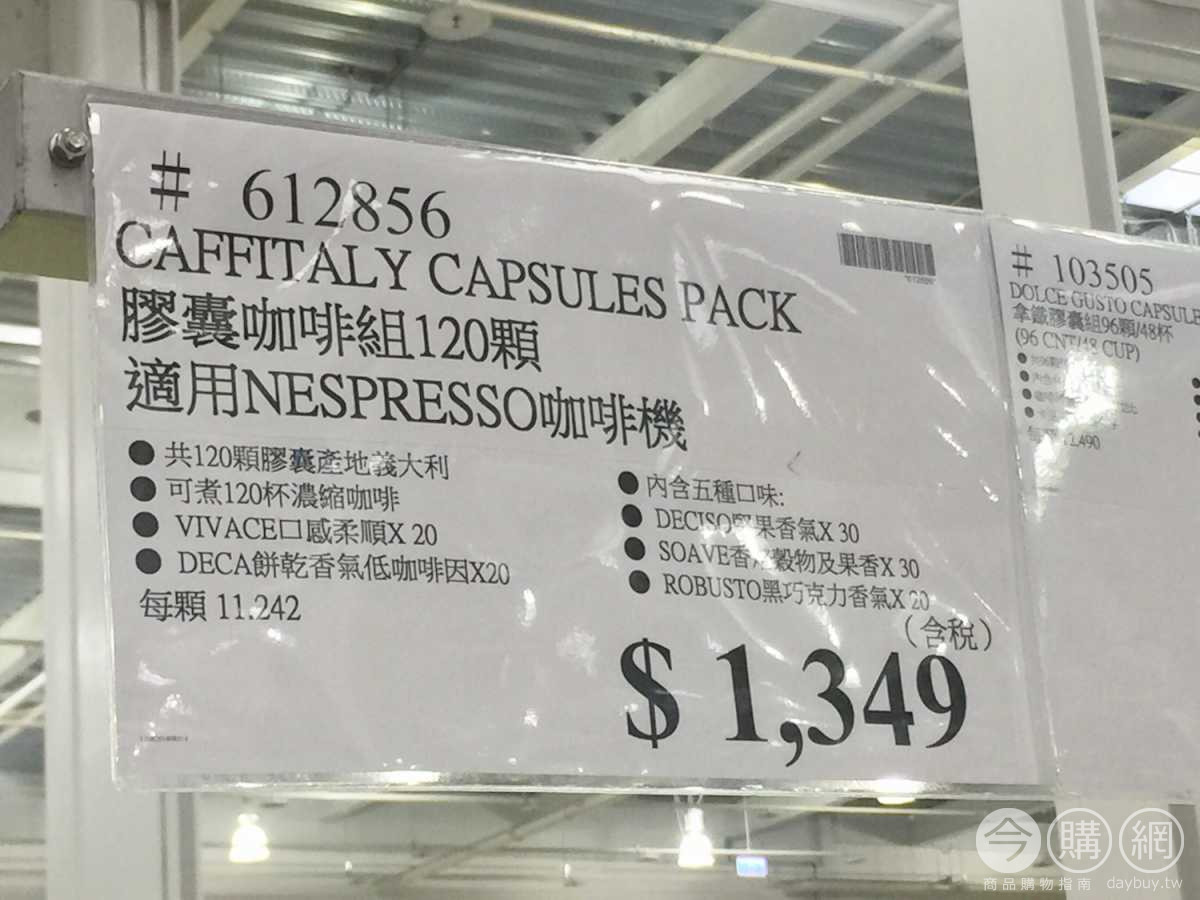 # 612856
CAFFITALY CAPSULES PACK
膠囊咖啡組120顆
適用NESPRESSO咖啡機
● 共120顆膠囊產地義大利
● 可煮120杯濃縮咖啡
● VIVACE口感柔順X 20
● DECA餅乾香氣低咖啡因X20
每顆 11.242
● 內含五種口味:
● DECISO堅果香氣X 30
● SOAVE香 穀物及果香X 30
● ROBUSTO黑巧克力香氣X 20
(含稅)
$ 1,349
# 103505
DOLCE GUSTO CAPSULE
拿鐵膠囊組96顆/48杯
(96 CNT/48 CUP)
今購網
商品購物指南 daybuy.tw